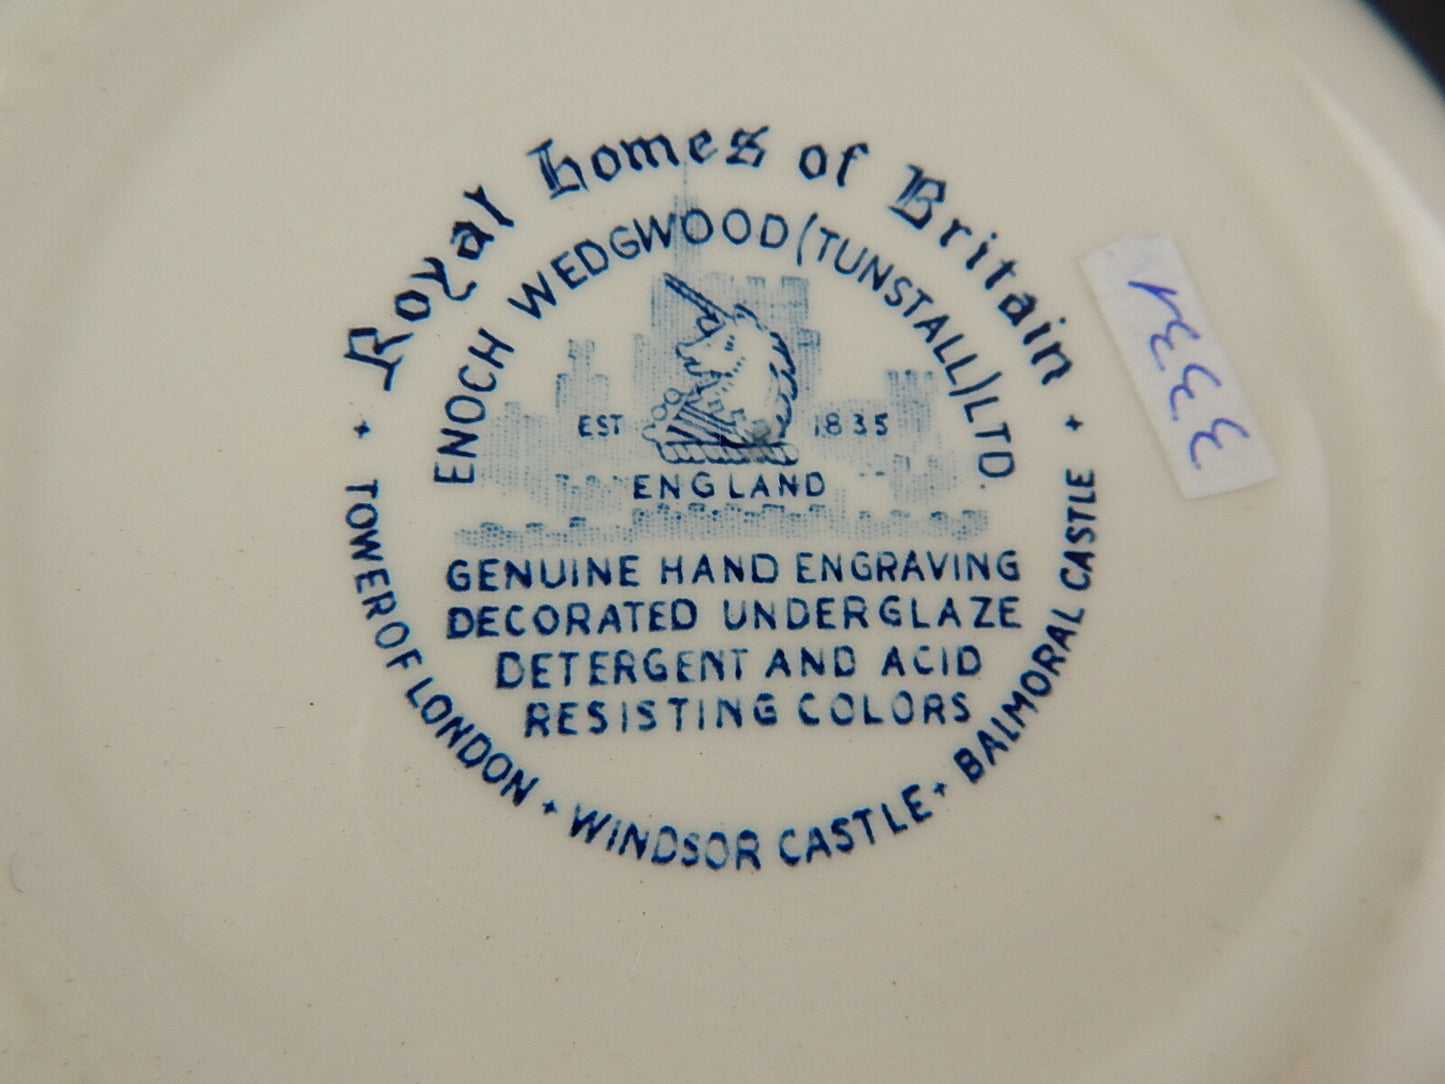 Royal homes of Britain
ENOCH WEDGWOOD (TUNSTALL) LTD.
EST 1835
ENGLAND
GENUINE HAND ENGRAVING
DECORATED UNDERGLAZE
DETERGENT AND ACID
RESISTING COLORS
+ TOWER OF LONDON + WINDSOR CASTLE + BALMORAL CASTLE +